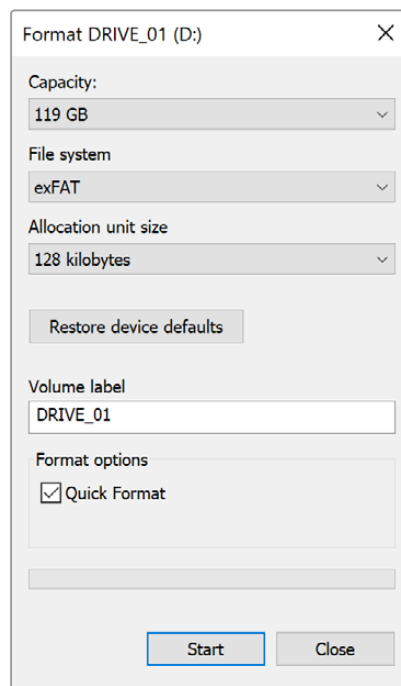 Format DRIVE_01 (D:)
Capacity:
119 GB
File system
exFAT
Allocation unit size
128 kilobytes
Restore device defaults
Volume label
DRIVE_01
Format options
Quick Format
Start Close